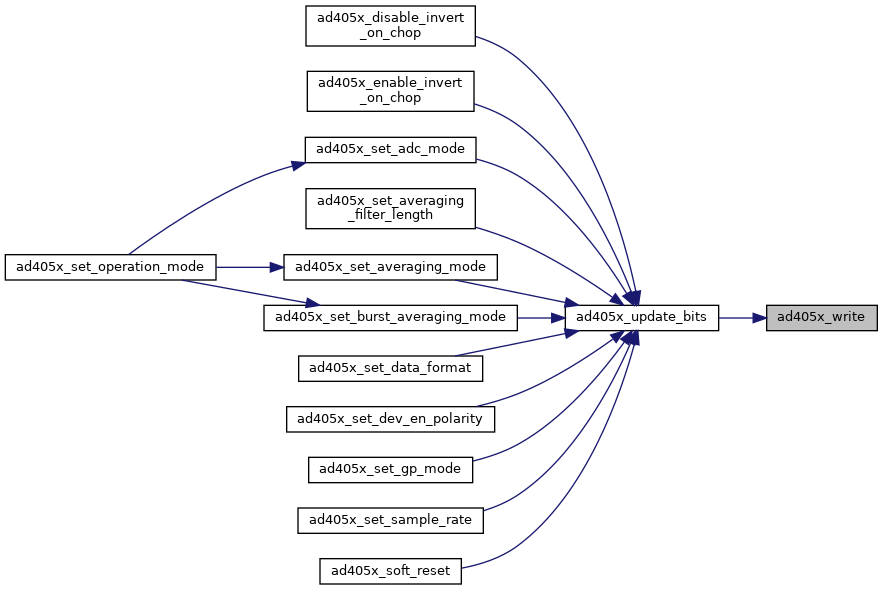 ad405x_disable_invert
_on_chop
ad405x_enable_invert
_on_chop
ad405x_set_adc_mode
ad405x_set_averaging
_filter_length
ad405x_set_operation_mode
ad405x_set_averaging_mode
ad405x_set_burst_averaging_mode
ad405x_update_bits
ad405x_write
ad405x_set_data_format
ad405x_set_dev_en_polarity
ad405x_set_gp_mode
ad405x_set_sample_rate
ad405x_soft_reset